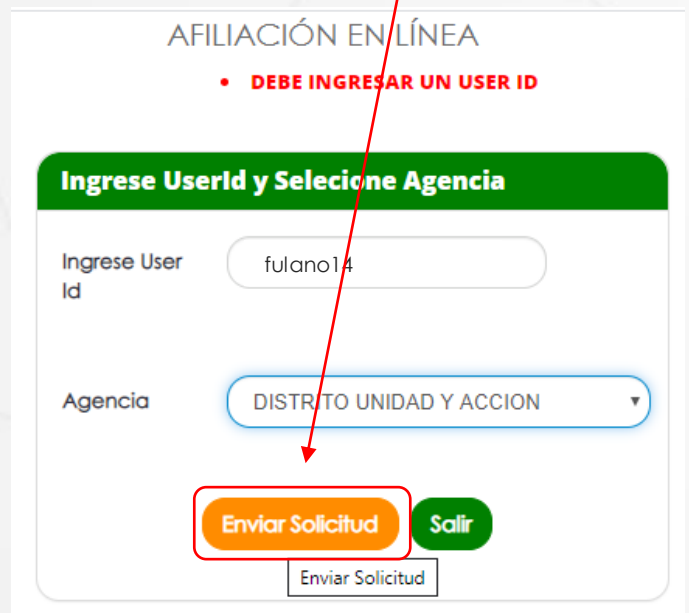 AFILIACIÓN EN LÍNEA
• DEBE INGRESAR UN USER ID
Ingrese UserId y Selecione Agencia
Ingrese User
Id
fulano14
Agencia
DISTRITO UNIDAD Y ACCION
Enviar Solicitud
Salir
Enviar Solicitud